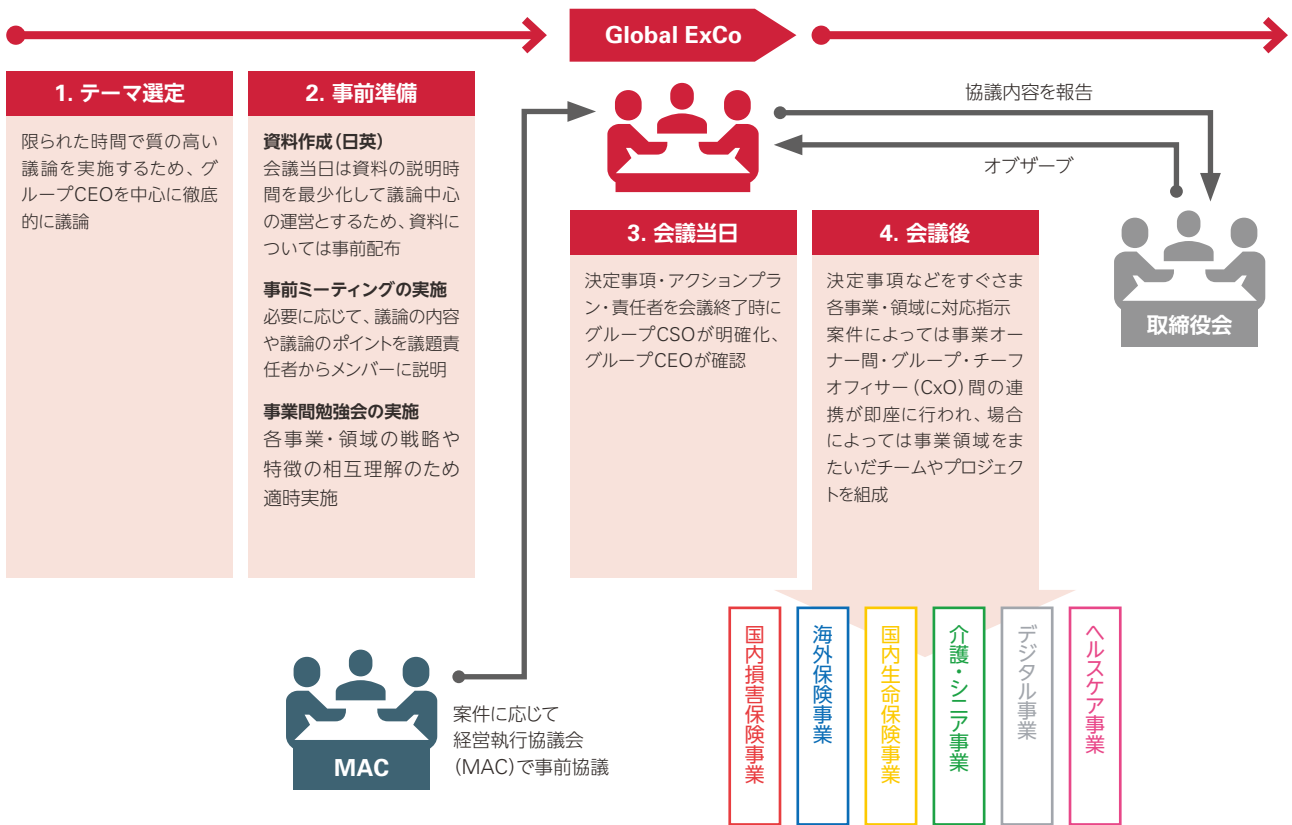 Global ExCo
1. テーマ選定
限られた時間で質の高い
議論を実施するため、グ
ループCEOを中心に徹底
的に議論
2. 事前準備
資料作成（日英）
会議当日は資料の説明時
間を最少化して議論中心
の運営とするため、資料に
ついては事前配布
事前ミーティングの実施
必要に応じて、議論の内容
や議論のポイントを議題責
任者からメンバーに説明
事業間勉強会の実施
各事業・領域の戦略や
特徴の相互理解のため
適時実施
協議内容を報告
オブザーブ
取締役会
3. 会議当日
決定事項・アクションプラ
ン・責任者を会議終了時に
グループCSOが明確化、
グループCEOが確認
4. 会議後
決定事項などをすぐさま
各事業・領域に対応指示
案件によっては事業オー
ナー間・グループ・チーフ
オフィサー（CxO）間の連
携が即座に行われ、場合
によっては事業領域をま
たいだチームやプロジェク
トを組成
MAC
案件に応じて
経営執行協議会
（MAC）で事前協議
国内損害保険事業
海外保険事業
国内生命保険事業
介護・シニア事業
デジタル事業
ヘルスケア事業